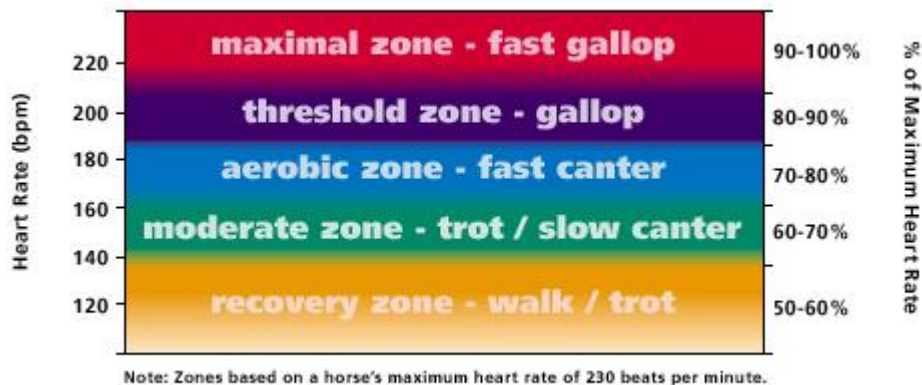 Heart Rate (bpm)
220
200
180
160
140
120
maximal zone - fast gallop
threshold zone - gallop
aerobic zone - fast canter
moderate zone - trot / slow canter
recovery zone - walk / trot
90-100%
80-90%
70-80%
60-70%
50-60%
% of Maximum Heart Rate
Note: Zones based on a horse's maximum heart rate of 230 beats per minute.